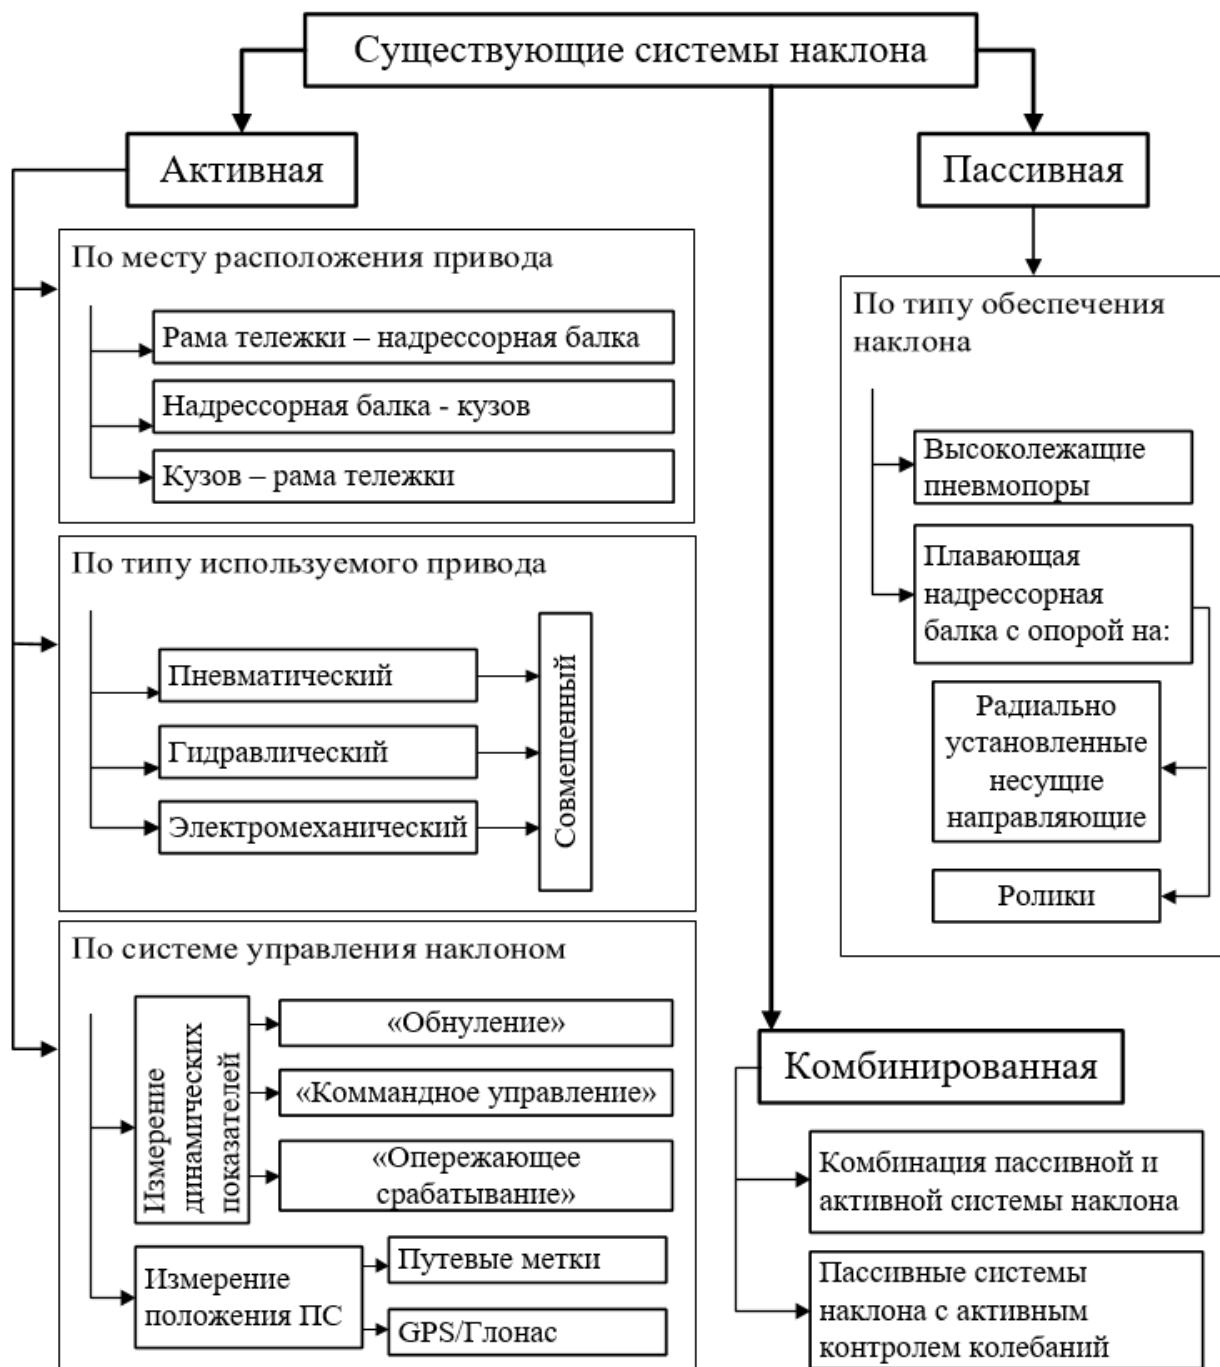 Существующие системы наклона
Активная
По месту расположения привода
Рама тележки – надрессорная балка
Надрессорная балка - кузов
Кузов – рама тележки
По типу используемого привода
Пневматический
Гидравлический
Электромеханический
Совмещенный
По системе управления наклоном
Измерение
динамических
показателей
«Обнуление»
«Коммандное управление»
«Опережающее
срабатывание»
Измерение
положения ПС
Путевые метки
GPS/Глонас
Пассивная
По типу обеспечения
наклона
Высоколежащие
пневмопоры
Плавающая
надрессорная
балка с опорой на:
Радиально
установленные
несущие
направляющие
Ролики
Комбинированная
Комбинация пассивной и
активной системы наклона
Пассивные системы
наклона с активным
контролем колебаний